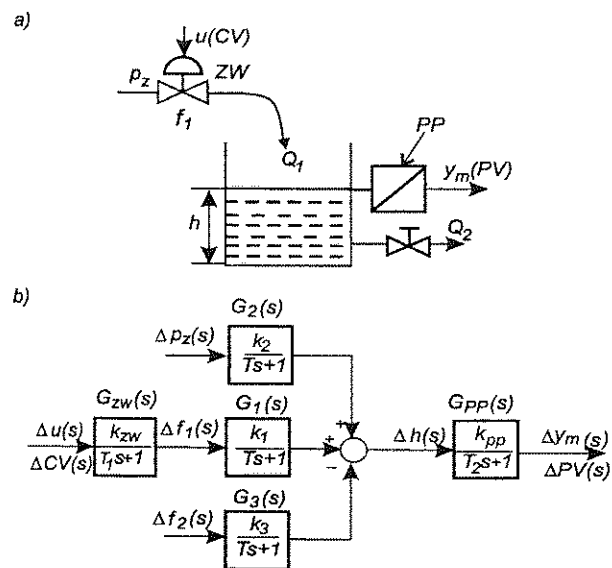 a)
u(CV)
p_z
ZW
f_1
PP
Q_1
y_m(PV)
h
Q_2
b)
G_2(s)
Δp_z(s)
k_2
Ts+1
G_zw(s)
G_1(s)
G_PP(s)
Δu(s)
ΔCV(s)
k_zw
T_1s+1
Δf_1(s)
k_1
Ts+1
+
+
−
Δh(s)
k_pp
T_2s+1
Δy_m(s)
ΔPV(s)
G_3(s)
Δf_2(s)
k_3
Ts+1